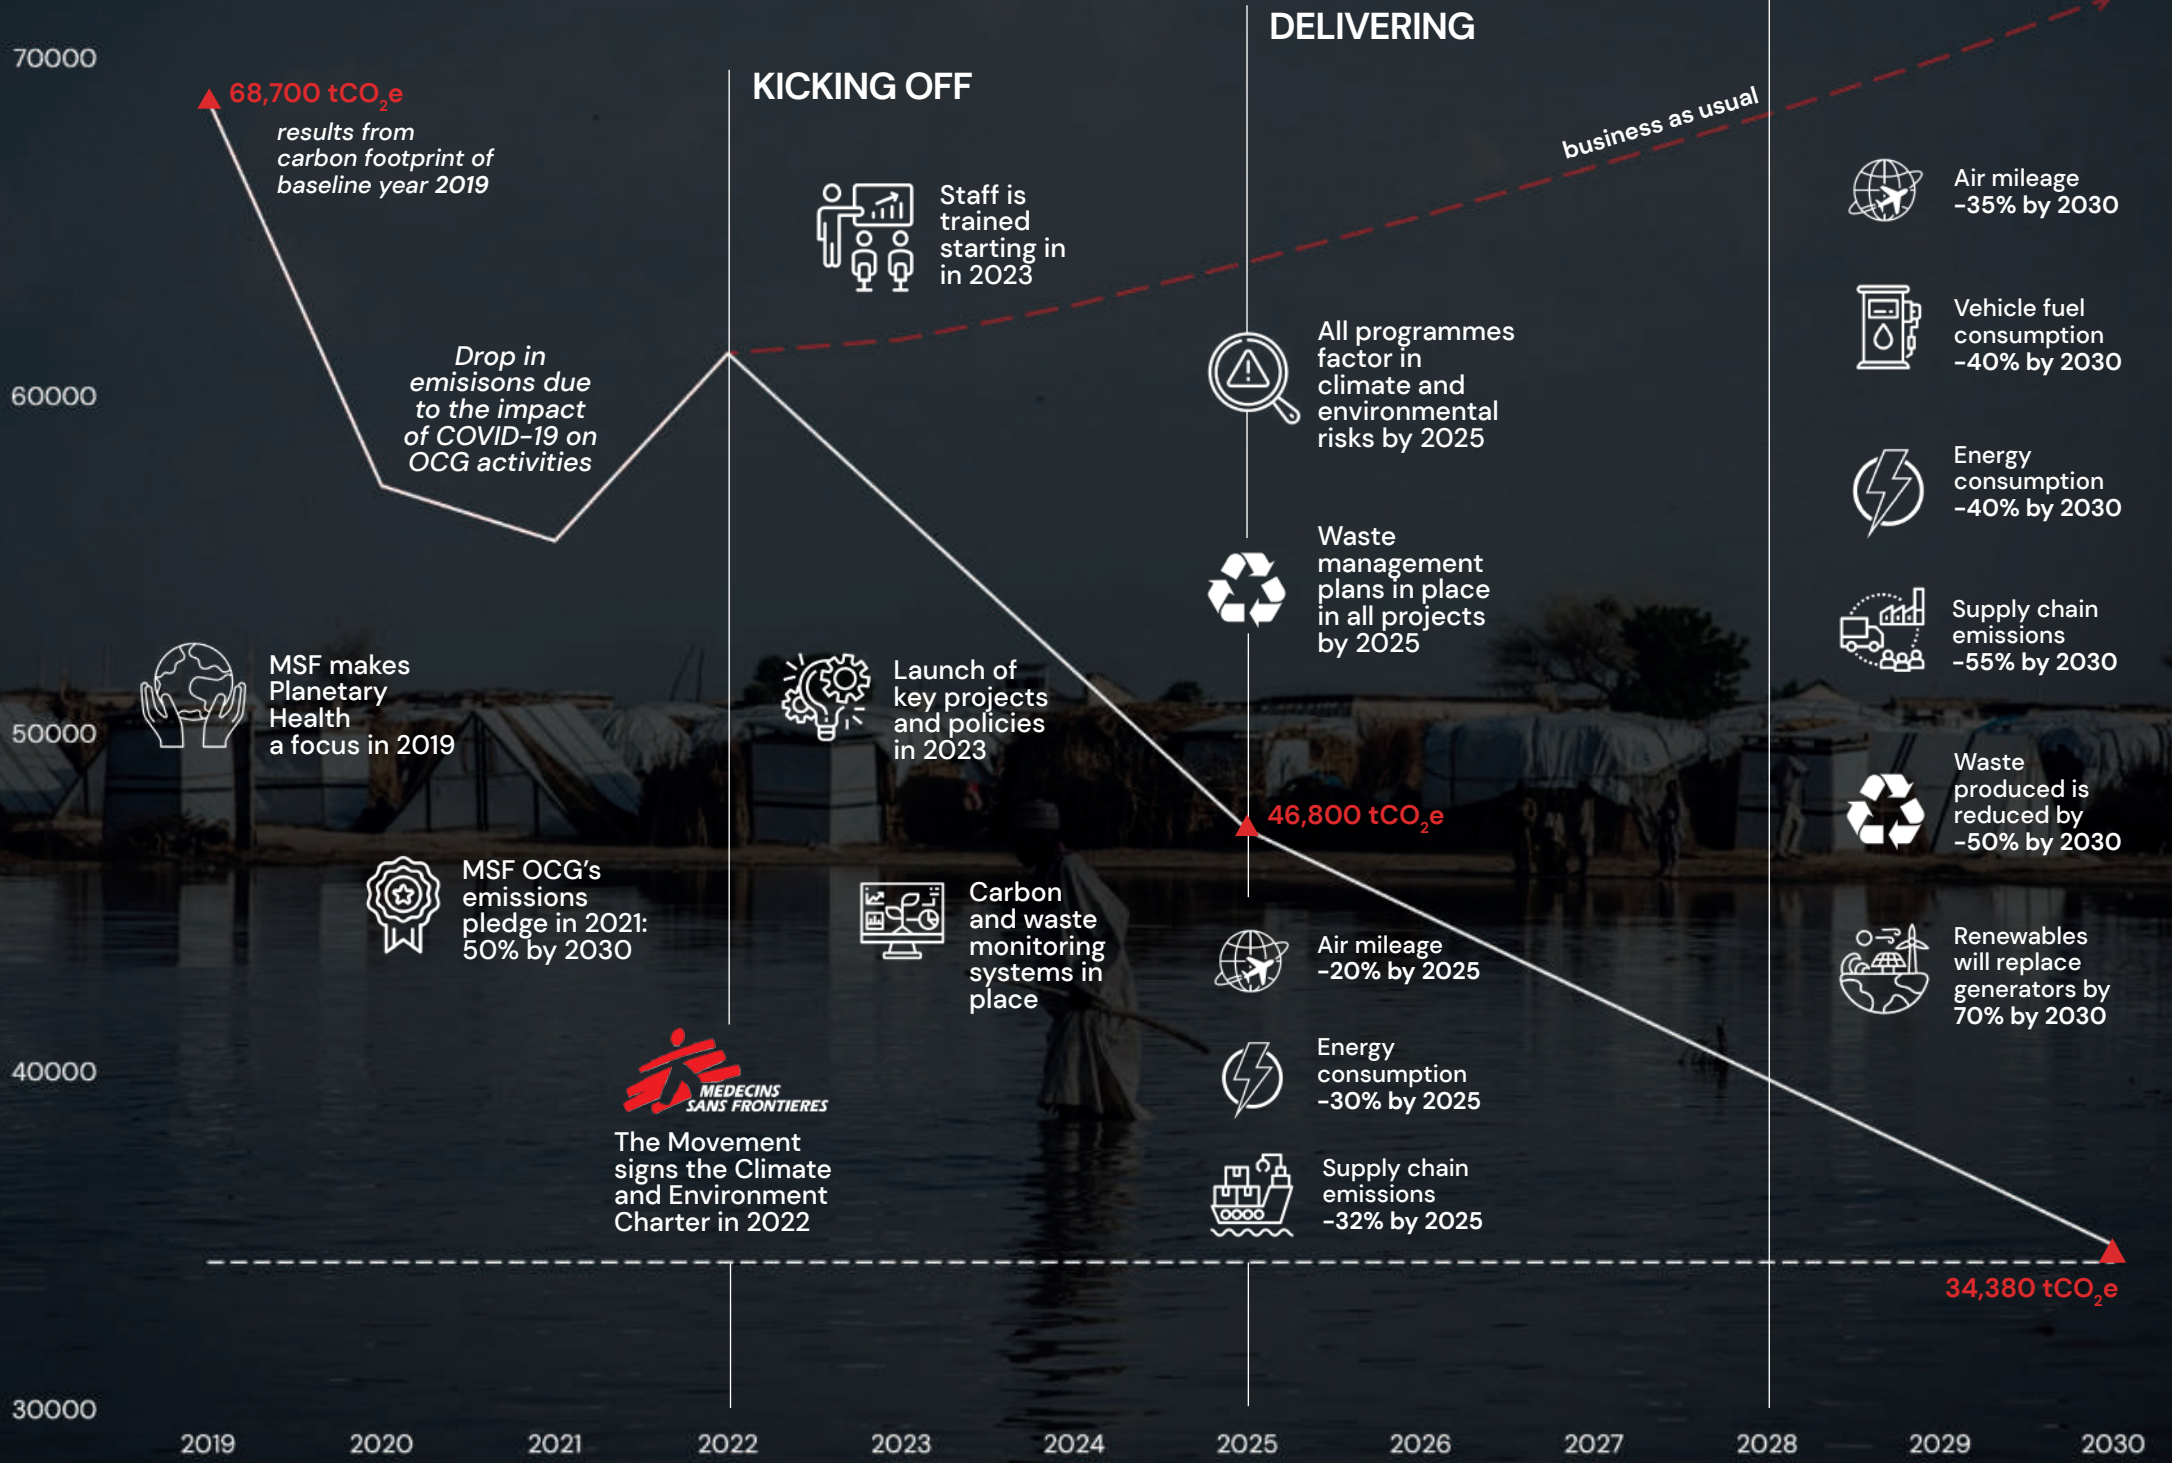 DELIVERING
70000
KICKING OFF
68,700 tCO₂e
results from
carbon footprint of
baseline year 2019
business as usual
Staff is
trained
starting in
in 2023
Air mileage
-35% by 2030
Vehicle fuel
consumption
-40% by 2030
Drop in
emisisons due
to the impact
of COVID-19 on
OCG activities
60000
All programmes
factor in
climate and
environmental
risks by 2025
Energy
consumption
-40% by 2030
Waste
management
plans in place
in all projects
by 2025
Supply chain
emissions
-55% by 2030
MSF makes
Planetary
Health
a focus in 2019
50000
Launch of
key projects
and policies
in 2023
Waste
produced is
reduced by
-50% by 2030
46,800 tCO₂e
MSF OCG's
emissions
pledge in 2021:
50% by 2030
Carbon
and waste
monitoring
systems in
place
Air mileage
-20% by 2025
Renewables
will replace
generators by
70% by 2030
40000
MEDECINS
SANS FRONTIERES
The Movement
signs the Climate
and Environment
Charter in 2022
Energy
consumption
-30% by 2025
Supply chain
emissions
-32% by 2025
34,380 tCO₂e
30000
2019 2020 2021 2022 2023 2024 2025 2026 2027 2028 2029 2030